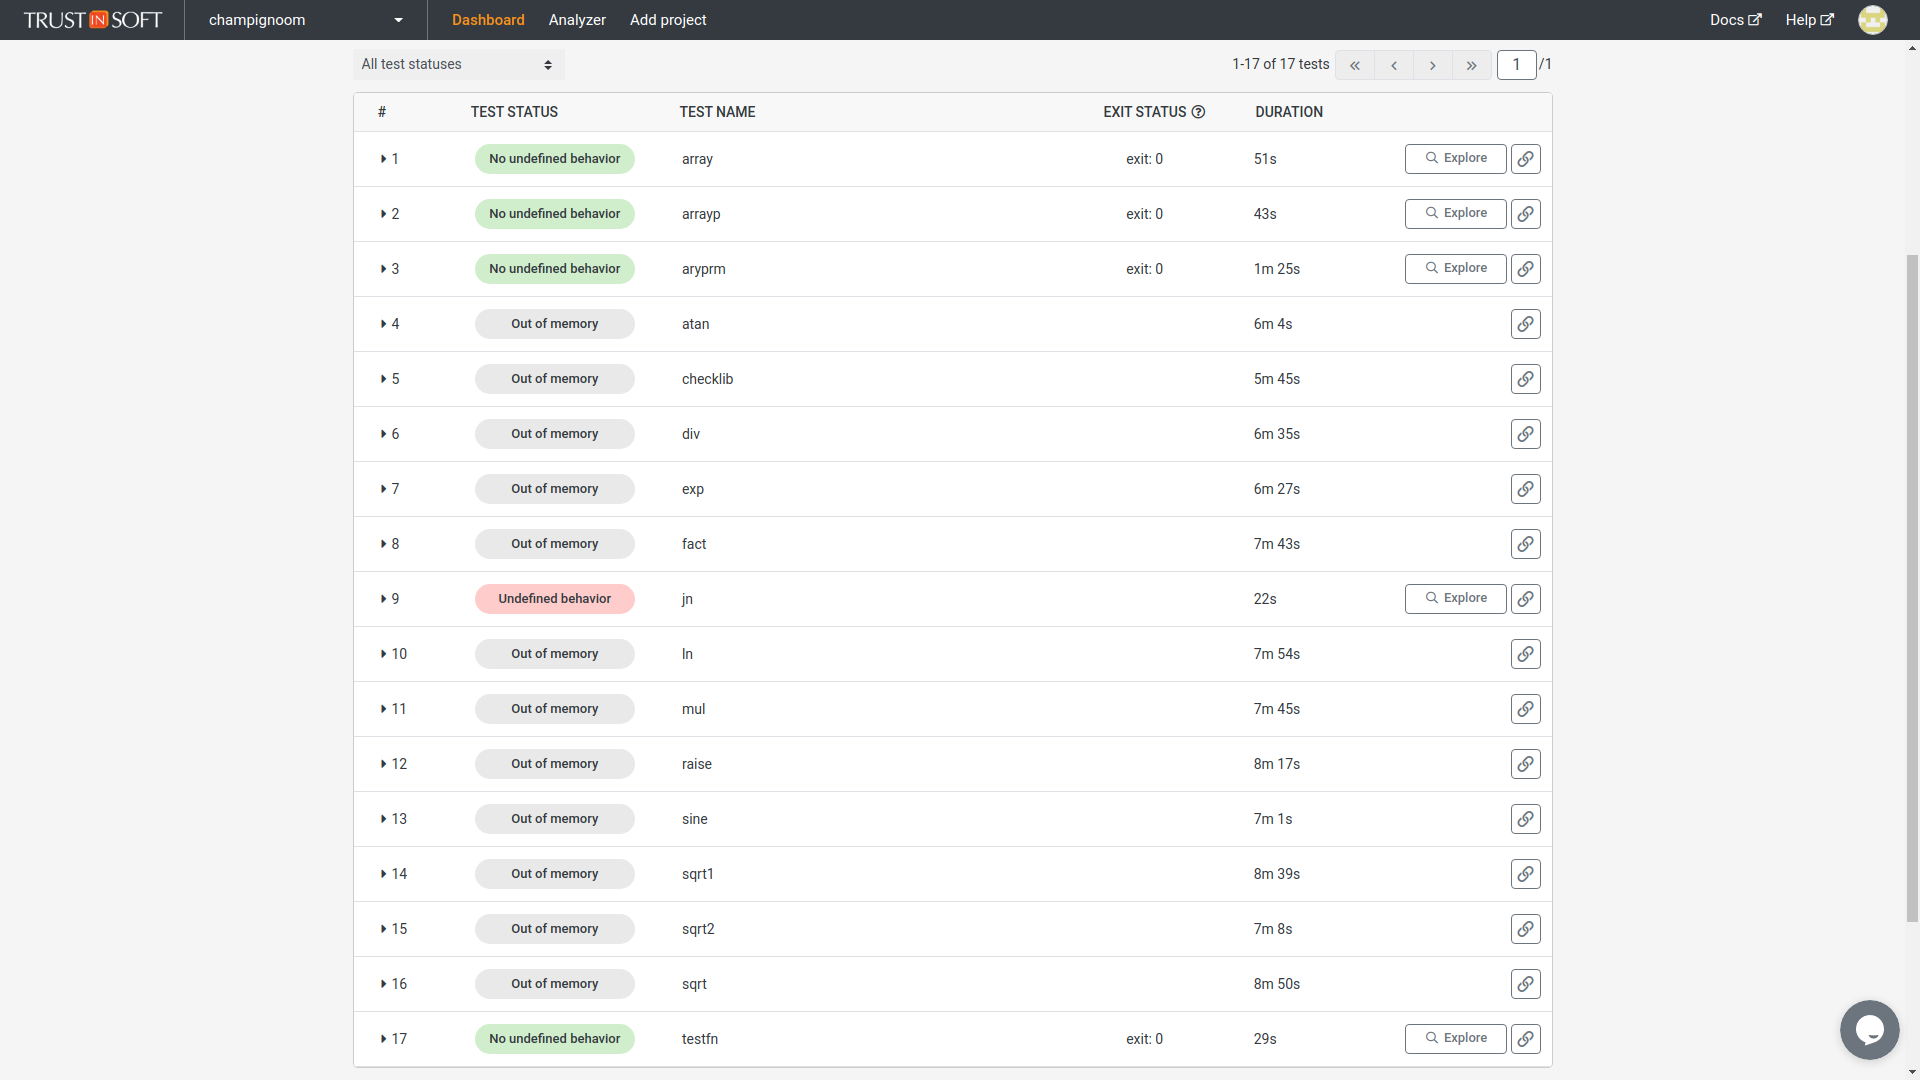 TRUST IN SOFT champignoom Dashboard Analyzer Add project Docs Help
All test statuses 1-17 of 17 tests « ‹ › » 1 /1
# TEST STATUS TEST NAME EXIT STATUS ? DURATION
1 No undefined behavior array exit: 0 51s Explore
2 No undefined behavior arrayp exit: 0 43s Explore
3 No undefined behavior aryprm exit: 0 1m 25s Explore
4 Out of memory atan 6m 4s
5 Out of memory checklib 5m 45s
6 Out of memory div 6m 35s
7 Out of memory exp 6m 27s
8 Out of memory fact 7m 43s
9 Undefined behavior jn 22s Explore
10 Out of memory ln 7m 54s
11 Out of memory mul 7m 45s
12 Out of memory raise 8m 17s
13 Out of memory sine 7m 1s
14 Out of memory sqrt1 8m 39s
15 Out of memory sqrt2 7m 8s
16 Out of memory sqrt 8m 50s
17 No undefined behavior testfn exit: 0 29s Explore